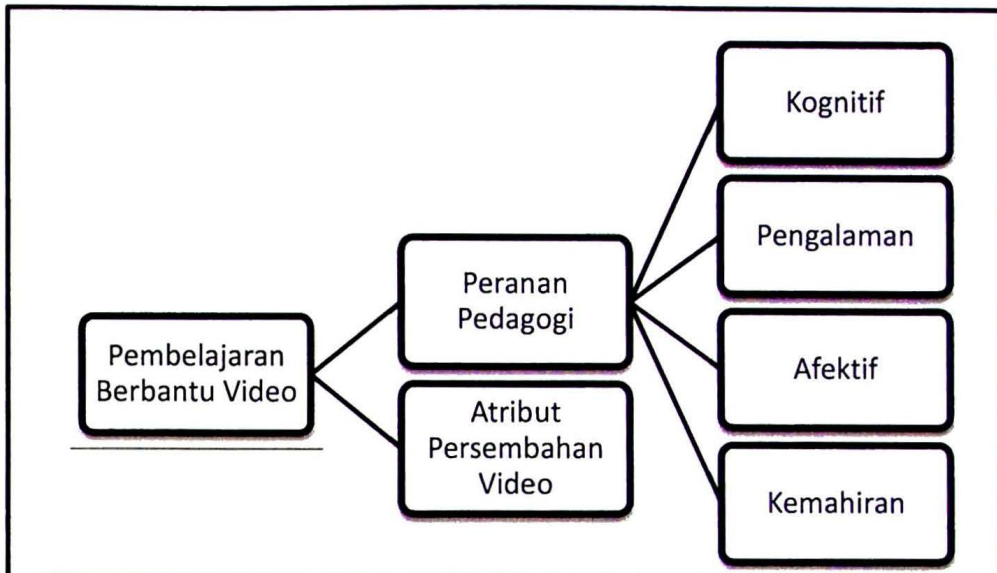 Kognitif
Pengalaman
Peranan
Pedagogi
Pembelajaran
Berbantu Video
Afektif
Atribut
Persembahan
Video
Kemahiran